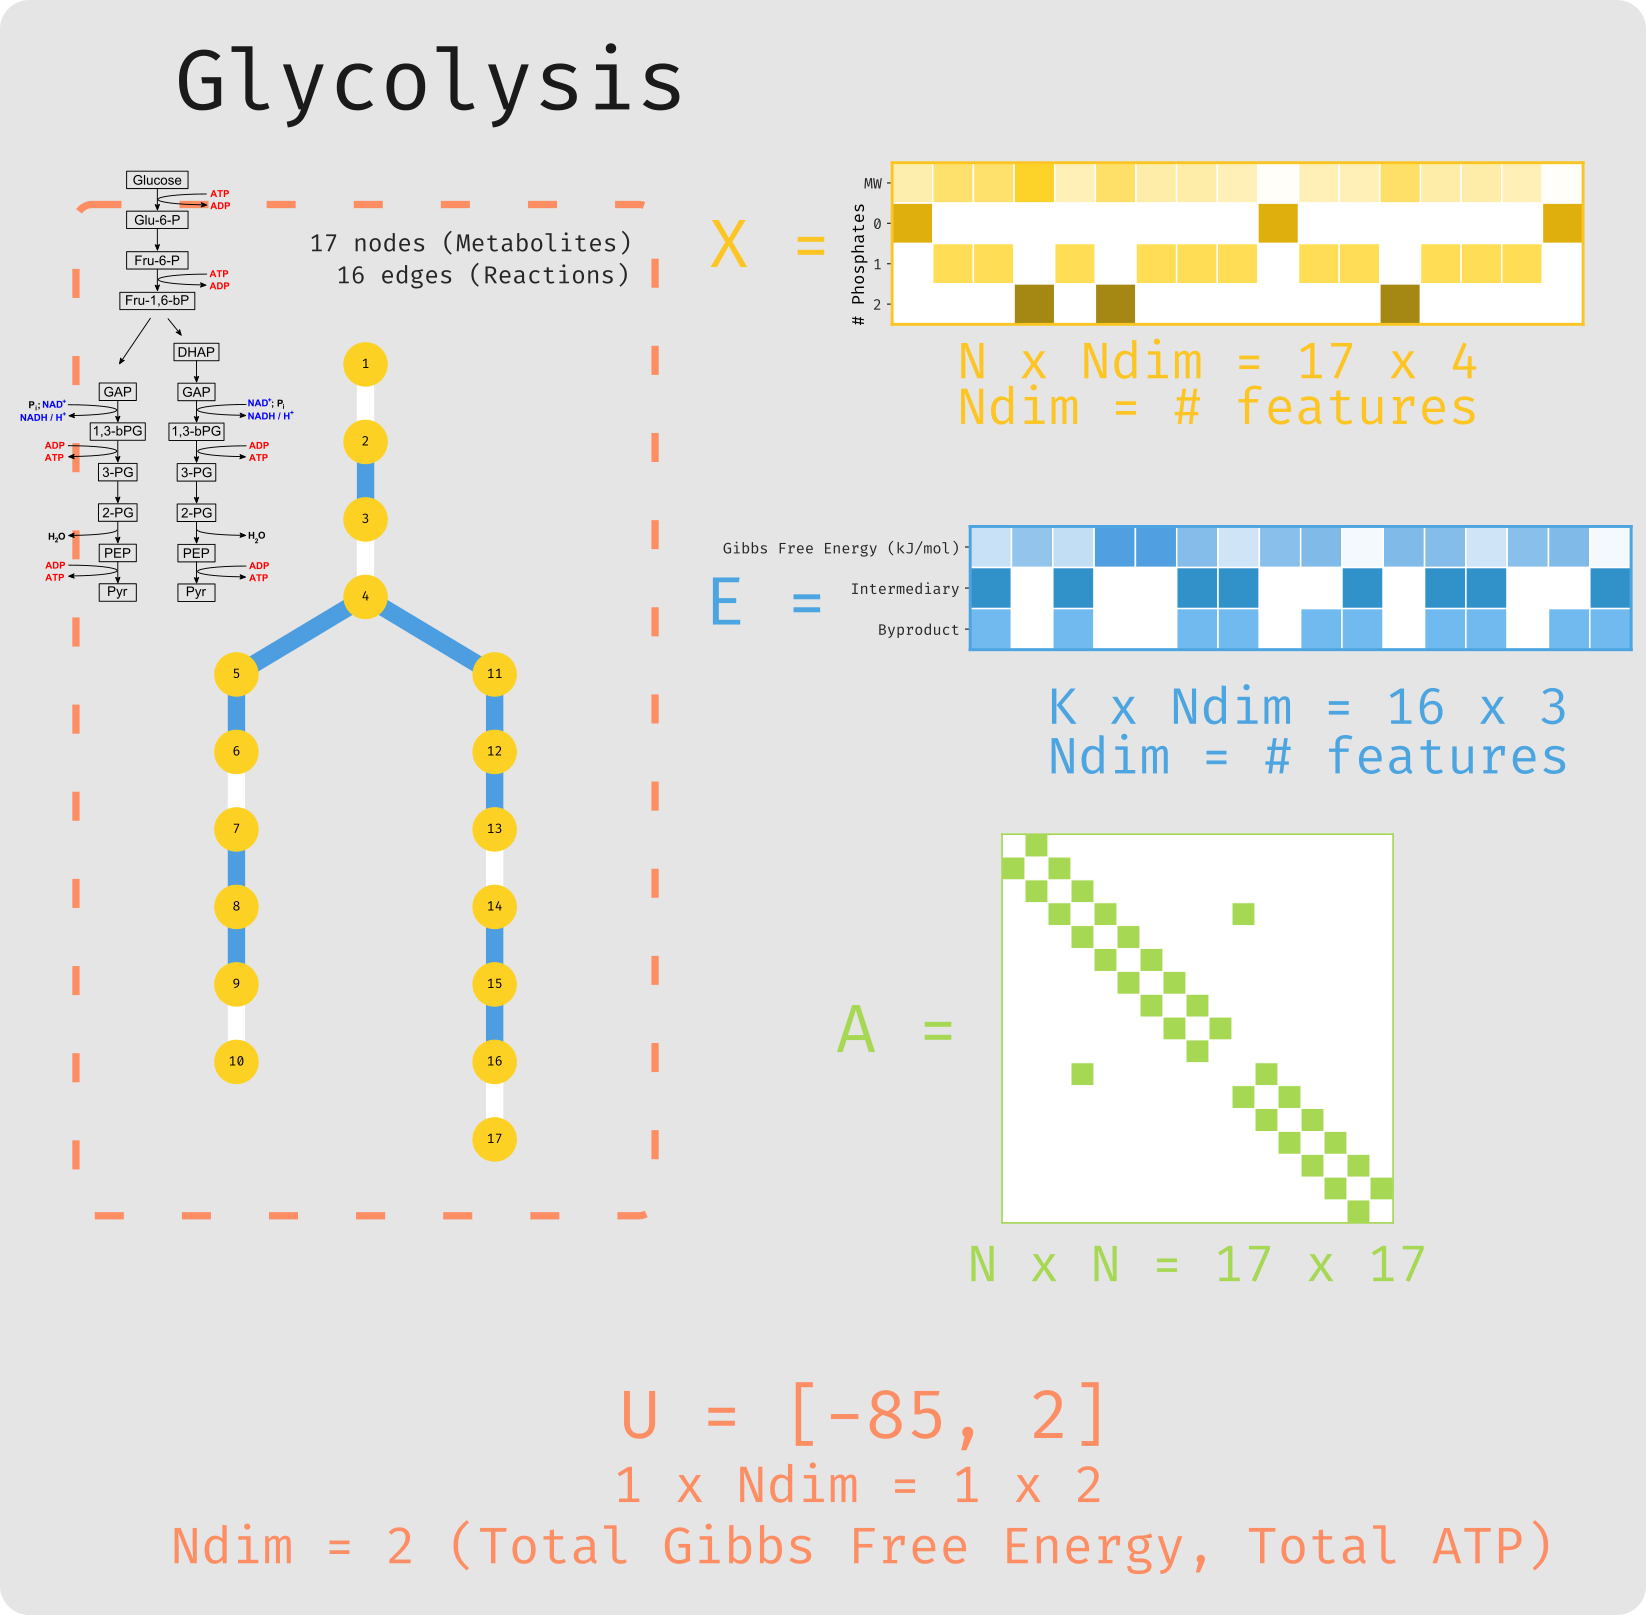 Glycolysis
Glucose
ATP
ADP
Glu-6-P
Fru-6-P
ATP
ADP
Fru-1,6-bP
DHAP
GAP
GAP
Pi; NAD+
NADH / H+
NAD+; Pi
NADH / H+
1,3-bPG
1,3-bPG
ADP
ATP
ADP
ATP
3-PG
3-PG
2-PG
2-PG
H2O
H2O
PEP
PEP
ADP
ATP
ADP
ATP
Pyr
Pyr
17 nodes (Metabolites)
16 edges (Reactions)
1
2
3
4
5
11
6
12
7
13
8
14
9
15
10
16
17
X =
MW
0
1
2
# Phosphates
N x Ndim = 17 x 4
Ndim = # features
E =
Gibbs Free Energy (kJ/mol)
Intermediary
Byproduct
K x Ndim = 16 x 3
Ndim = # features
A =
N x N = 17 x 17
U = [-85, 2]
1 x Ndim = 1 x 2
Ndim = 2 (Total Gibbs Free Energy, Total ATP)